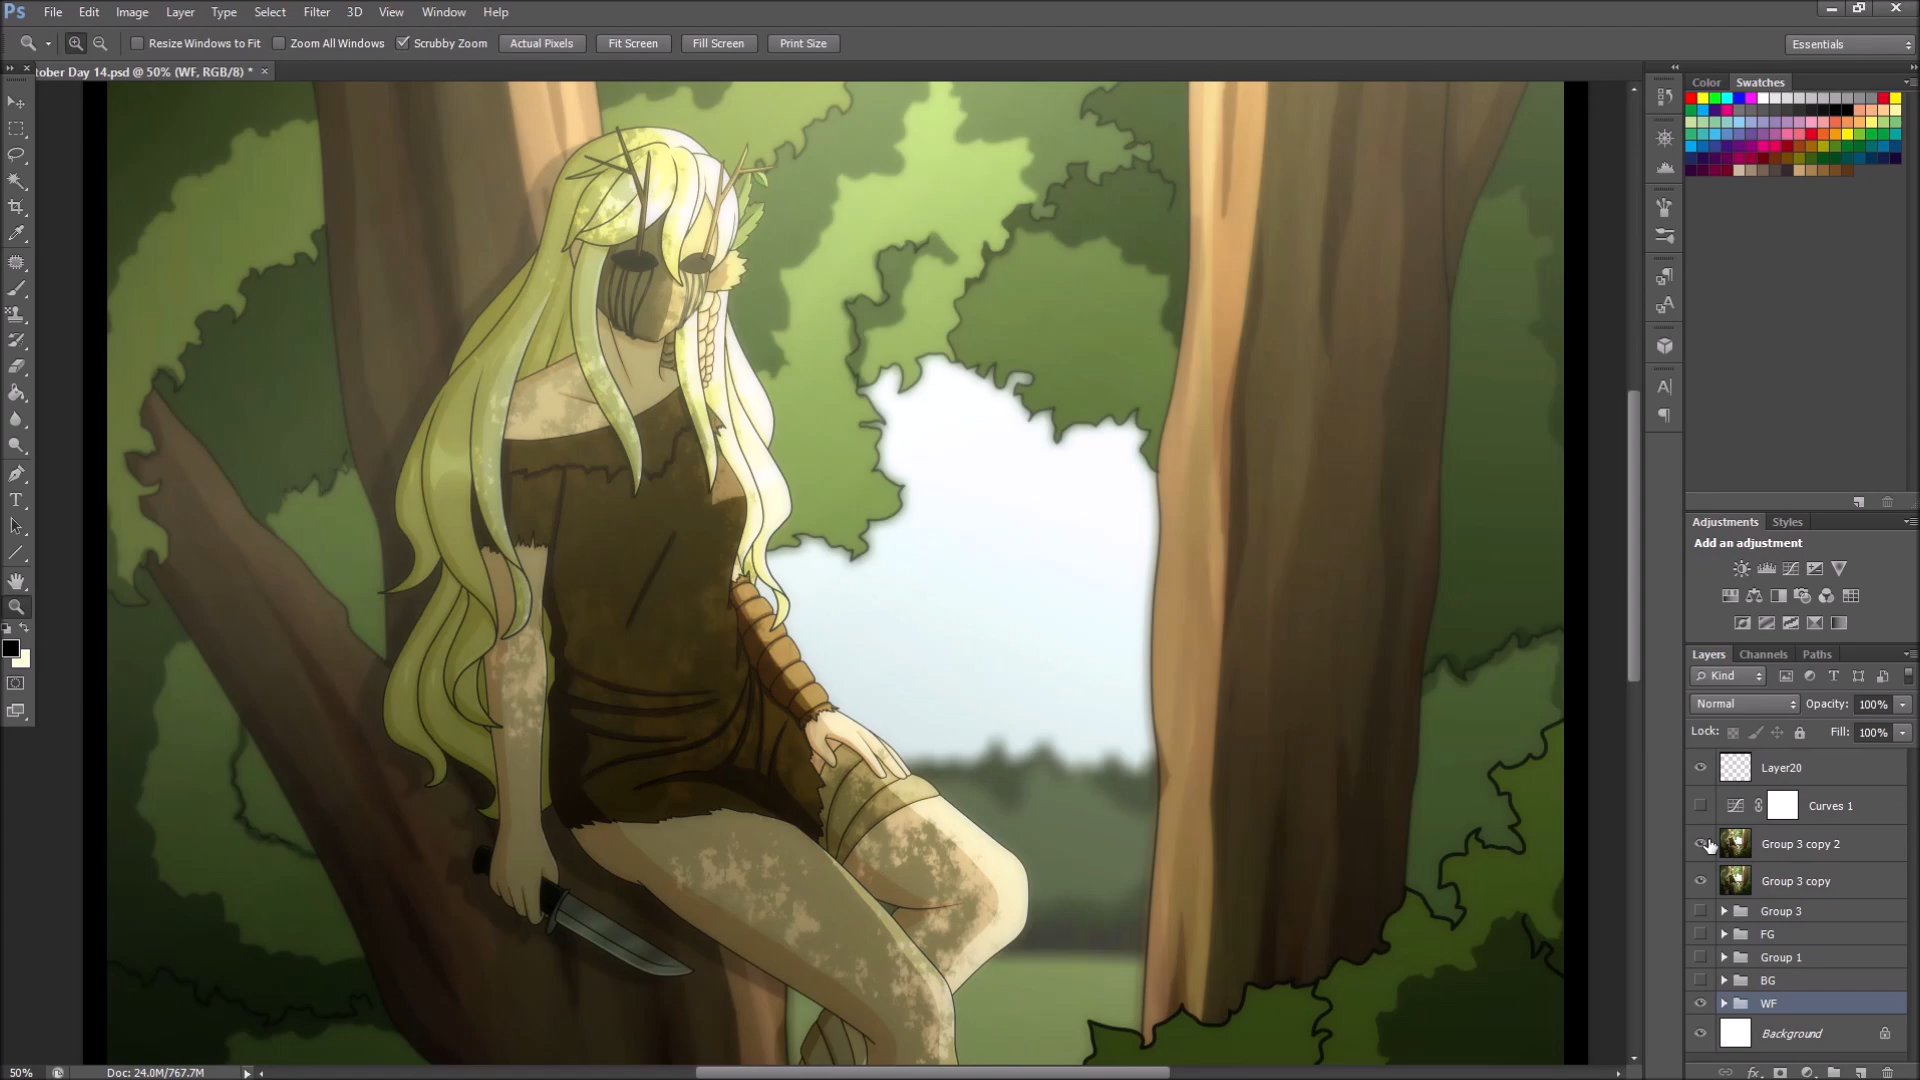 Ps File Edit Image Layer Type Select Filter 3D View Window Help
Resize Windows to Fit Zoom All Windows Scrubby Zoom Actual Pixels Fit Screen Fill Screen Print Size Essentials
tober Day 14.psd @ 50% (WF, RGB/8) * ×
Color Swatches
Adjustments Styles
Add an adjustment
Layers Channels Paths
Kind
Normal Opacity: 100%
Lock: Fill: 100%
Layer20
Curves 1
Group 3 copy 2
Group 3 copy
Group 3
FG
Group 1
BG
WF
Background
50% Doc: 24.0M/767.7M